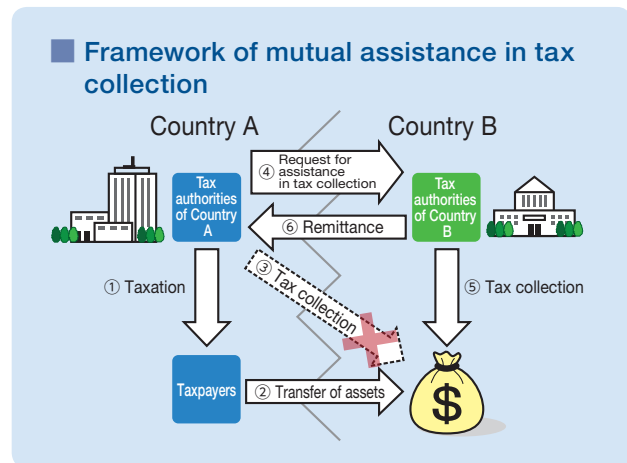 Framework of mutual assistance in tax
collection
Country A
Country B
Tax
authorities
of Country
A
④ Request for
assistance
in tax collection
Tax
authorities
of Country
B
⑥ Remittance
① Taxation
③ Tax collection
⑤ Tax collection
Taxpayers
② Transfer of assets
$